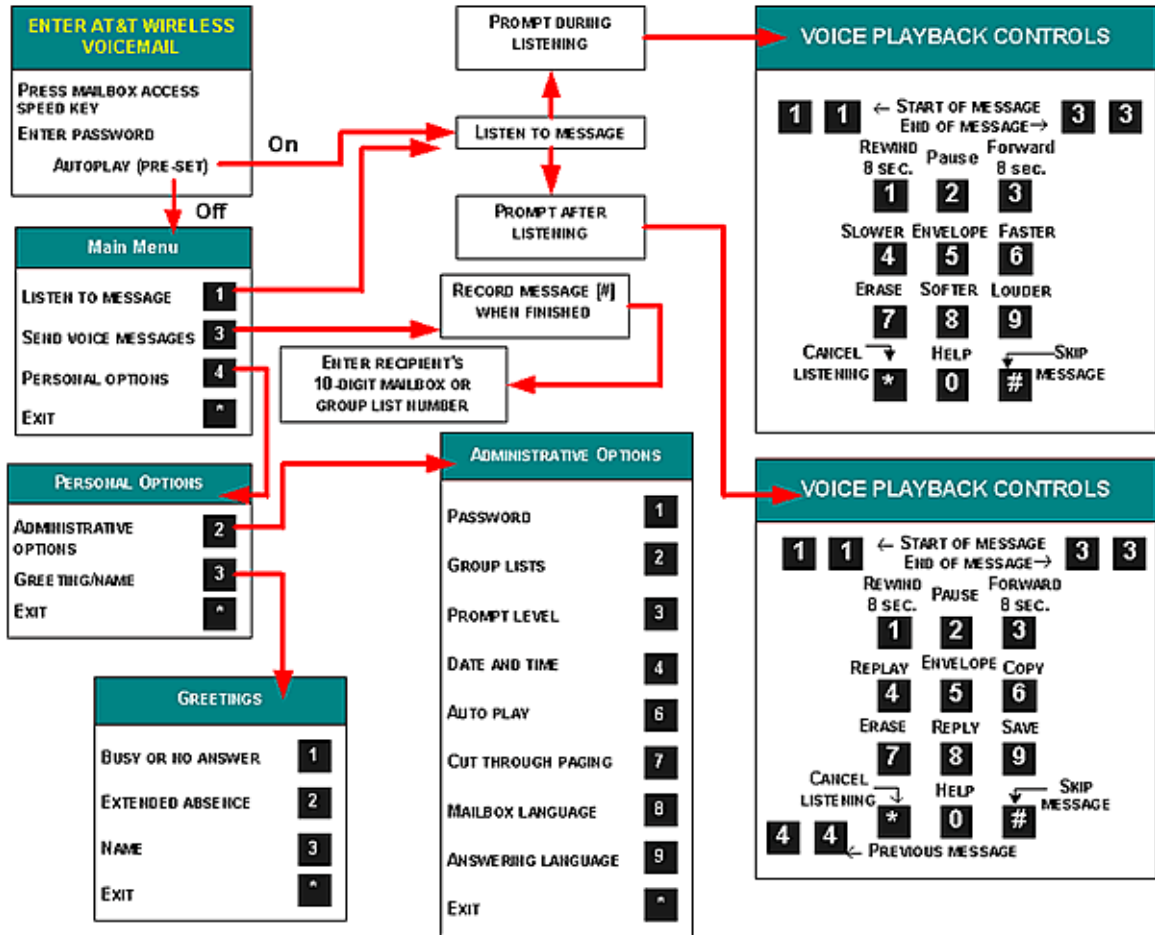 ENTER AT&T WIRELESS
VOICEMAIL
PRESS MAILBOX ACCESS
SPEED KEY
ENTER PASSWORD
AUTOPLAY (PRE-SET)
On
Off
Main Menu
LISTEN TO MESSAGE 1
SEND VOICE MESSAGES 3
PERSONAL OPTIONS 4
EXIT *
PERSONAL OPTIONS
ADMINISTRATIVE
OPTIONS 2
GREETING/NAME 3
EXIT *
GREETINGS
BUSY OR NO ANSWER 1
EXTENDED ABSENCE 2
NAME 3
EXIT *
PROMPT DURING
LISTENING
LISTEN TO MESSAGE
PROMPT AFTER
LISTENING
RECORD MESSAGE [#]
WHEN FINISHED
ENTER RECIPIENT'S
10-DIGIT MAILBOX OR
GROUP LIST NUMBER
ADMINISTRATIVE OPTIONS
PASSWORD 1
GROUP LISTS 2
PROMPT LEVEL 3
DATE AND TIME 4
AUTO PLAY 6
CUT THROUGH PAGING 7
MAILBOX LANGUAGE 8
ANSWERING LANGUAGE 9
EXIT *
VOICE PLAYBACK CONTROLS
1 1 ← START OF MESSAGE
END OF MESSAGE → 3 3
REWIND
8 SEC. Pause Forward
8 sec.
1 2 3
SLOWER ENVELOPE FASTER
4 5 6
ERASE SOFTER LOUDER
7 8 9
CANCEL
LISTENING HELP SKIP
MESSAGE
* 0 #
VOICE PLAYBACK CONTROLS
1 1 ← START OF MESSAGE
END OF MESSAGE → 3 3
REWIND
8 SEC. PAUSE FORWARD
8 SEC.
1 2 3
REPLAY ENVELOPE COPY
4 5 6
ERASE REPLY SAVE
7 8 9
CANCEL
LISTENING HELP SKIP
MESSAGE
* 0 #
4 4 ← PREVIOUS MESSAGE